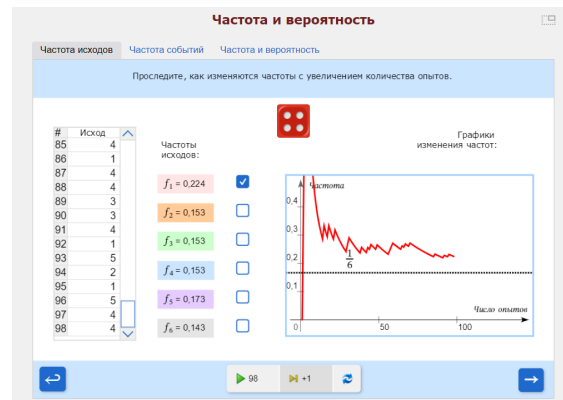 Частота и вероятность
Частота исходов Частота событий Частота и вероятность
Проследите, как изменяются частоты с увеличением количества опытов.
# Исход
85 4
86 1
87 4
88 4
89 3
90 3
91 4
92 1
93 5
94 2
95 1
96 5
97 4
98 4
Частоты
исходов:
f₁ = 0,224
f₂ = 0,153
f₃ = 0,153
f₄ = 0,153
f₅ = 0,173
f₆ = 0,143
Графики
изменения частот:
Частота
0,4
0,3
0,2
1
6
0,1
Число опытов
0 50 100
98 +1